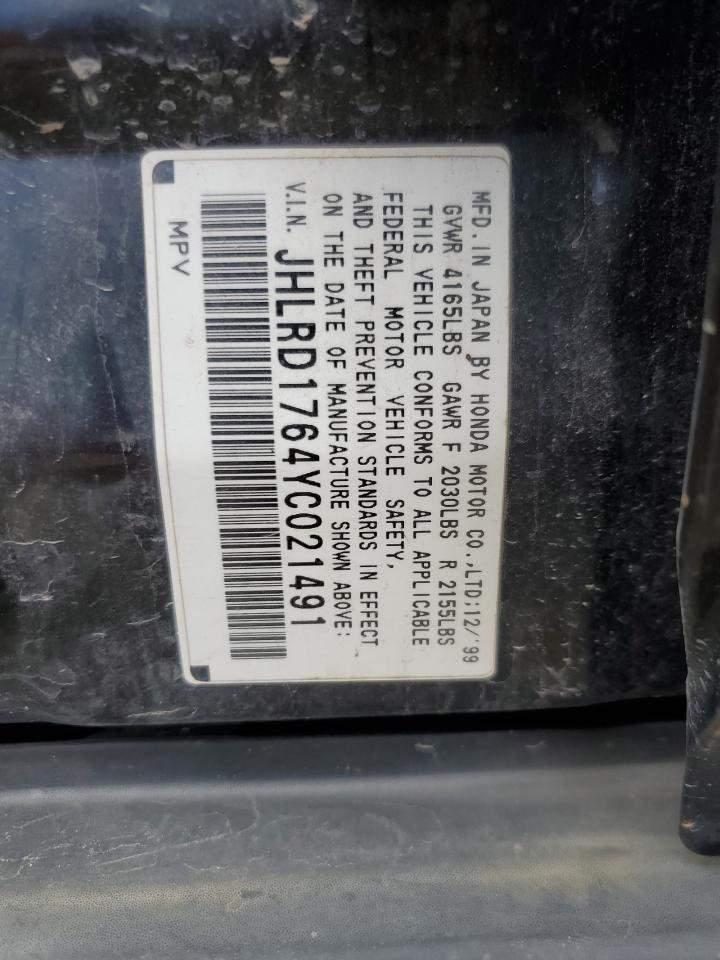 MFD. IN JAPAN BY HONDA MOTOR CO., LTD; 12/'99
GVWR 4165LBS GAWR F 2030LBS R 2155LBS
THIS VEHICLE CONFORMS TO ALL APPLICABLE
FEDERAL MOTOR VEHICLE SAFETY,
AND THEFT PREVENTION STANDARDS IN EFFECT
ON THE DATE OF MANUFACTURE SHOWN ABOVE:
V.I.N. JHLRD1764YC021491
MPV